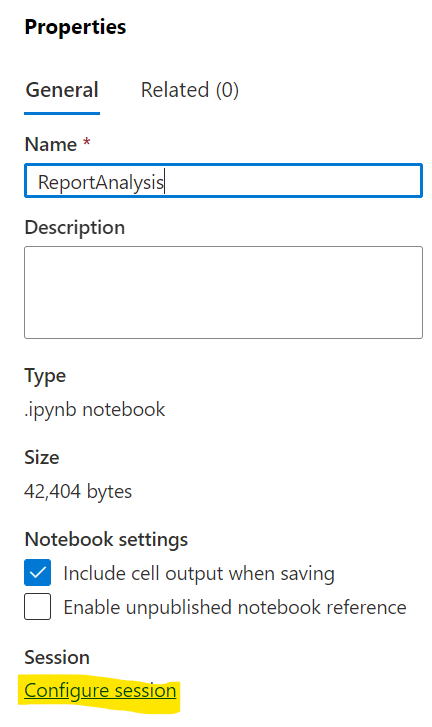 Properties
General Related (0)
Name *
ReportAnalysis
Description
Type
.ipynb notebook
Size
42,404 bytes
Notebook settings
Include cell output when saving
Enable unpublished notebook reference
Session
Configure session